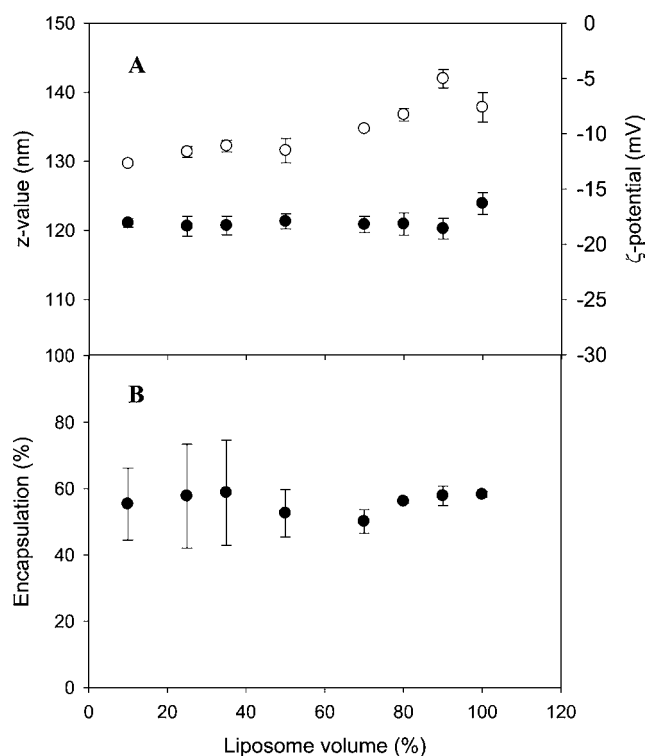 A
z-value (nm)
150
140
130
120
110
100
0
-5
-10
-15
-20
-25
-30
ζ-potential (mV)
B
Encapsulation (%)
80
60
40
20
0
0 20 40 60 80 100 120
Liposome volume (%)